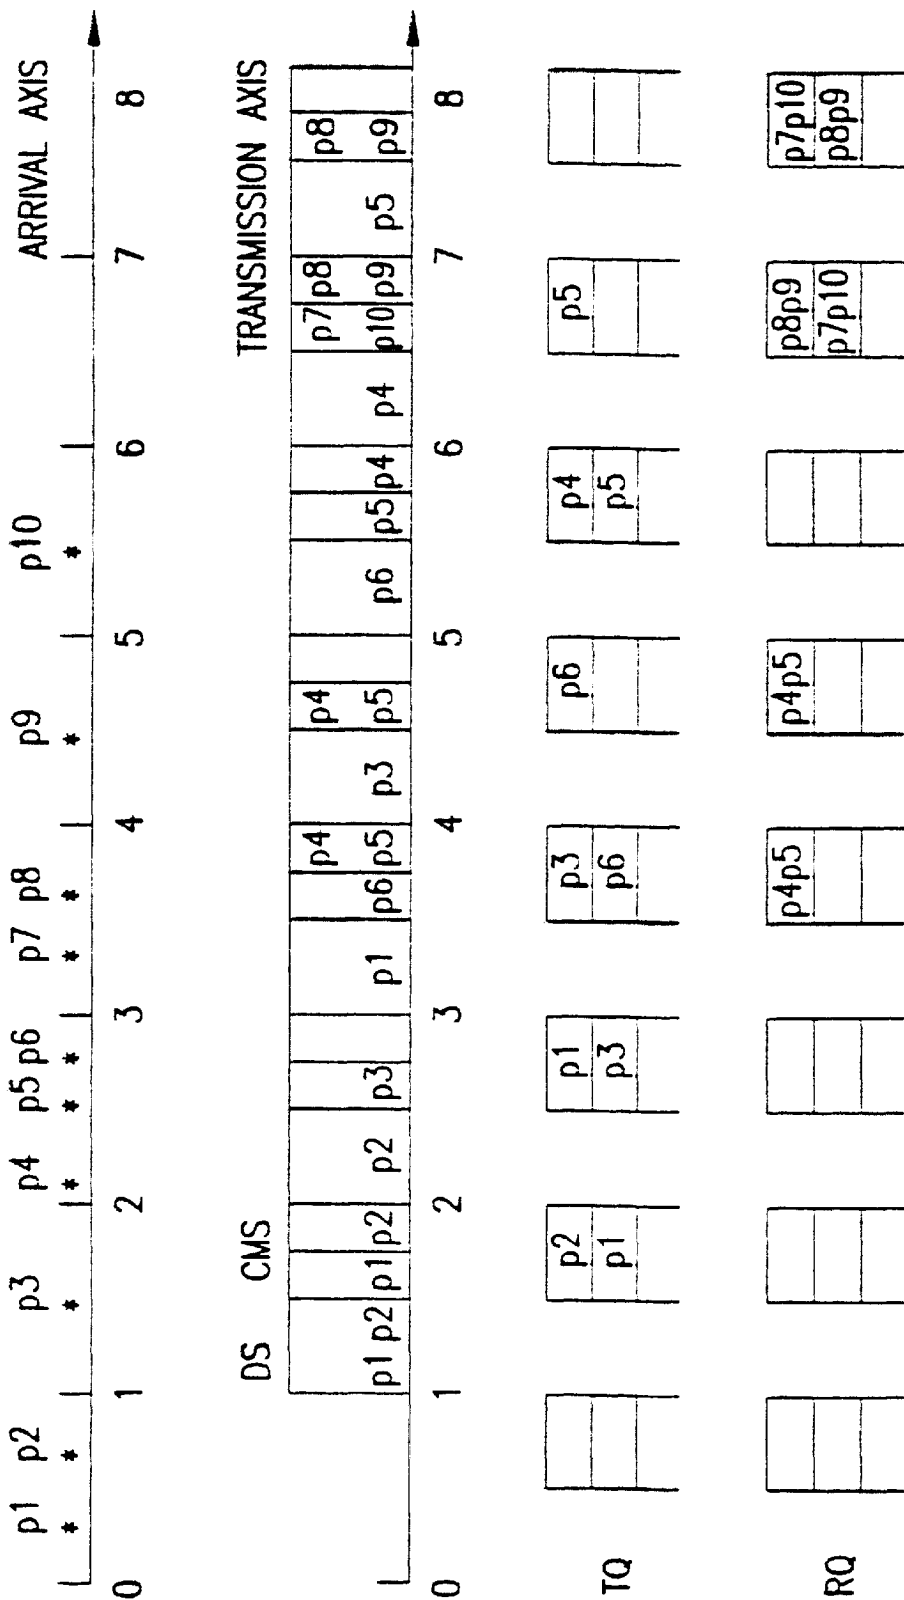 p1 p2 p3 p4 p5 p6 p7 p8 p9 p10
* * * * * * * * * *
ARRIVAL AXIS
0 1 2 3 4 5 6 7 8
DS CMS TRANSMISSION AXIS
p4 p4 p7 p8 p8
p1 p2 p1 p2 p2 p3 p1 p6 p5 p3 p5 p6 p5 p4 p4 p10 p9 p5 p9
0 1 2 3 4 5 6 7 8
p2 p1 p3 p6 p4 p5
p1 p3 p6 p5
TQ
p4p5 p4p5 p8p9 p7p10
p7p10 p8p9
RQ